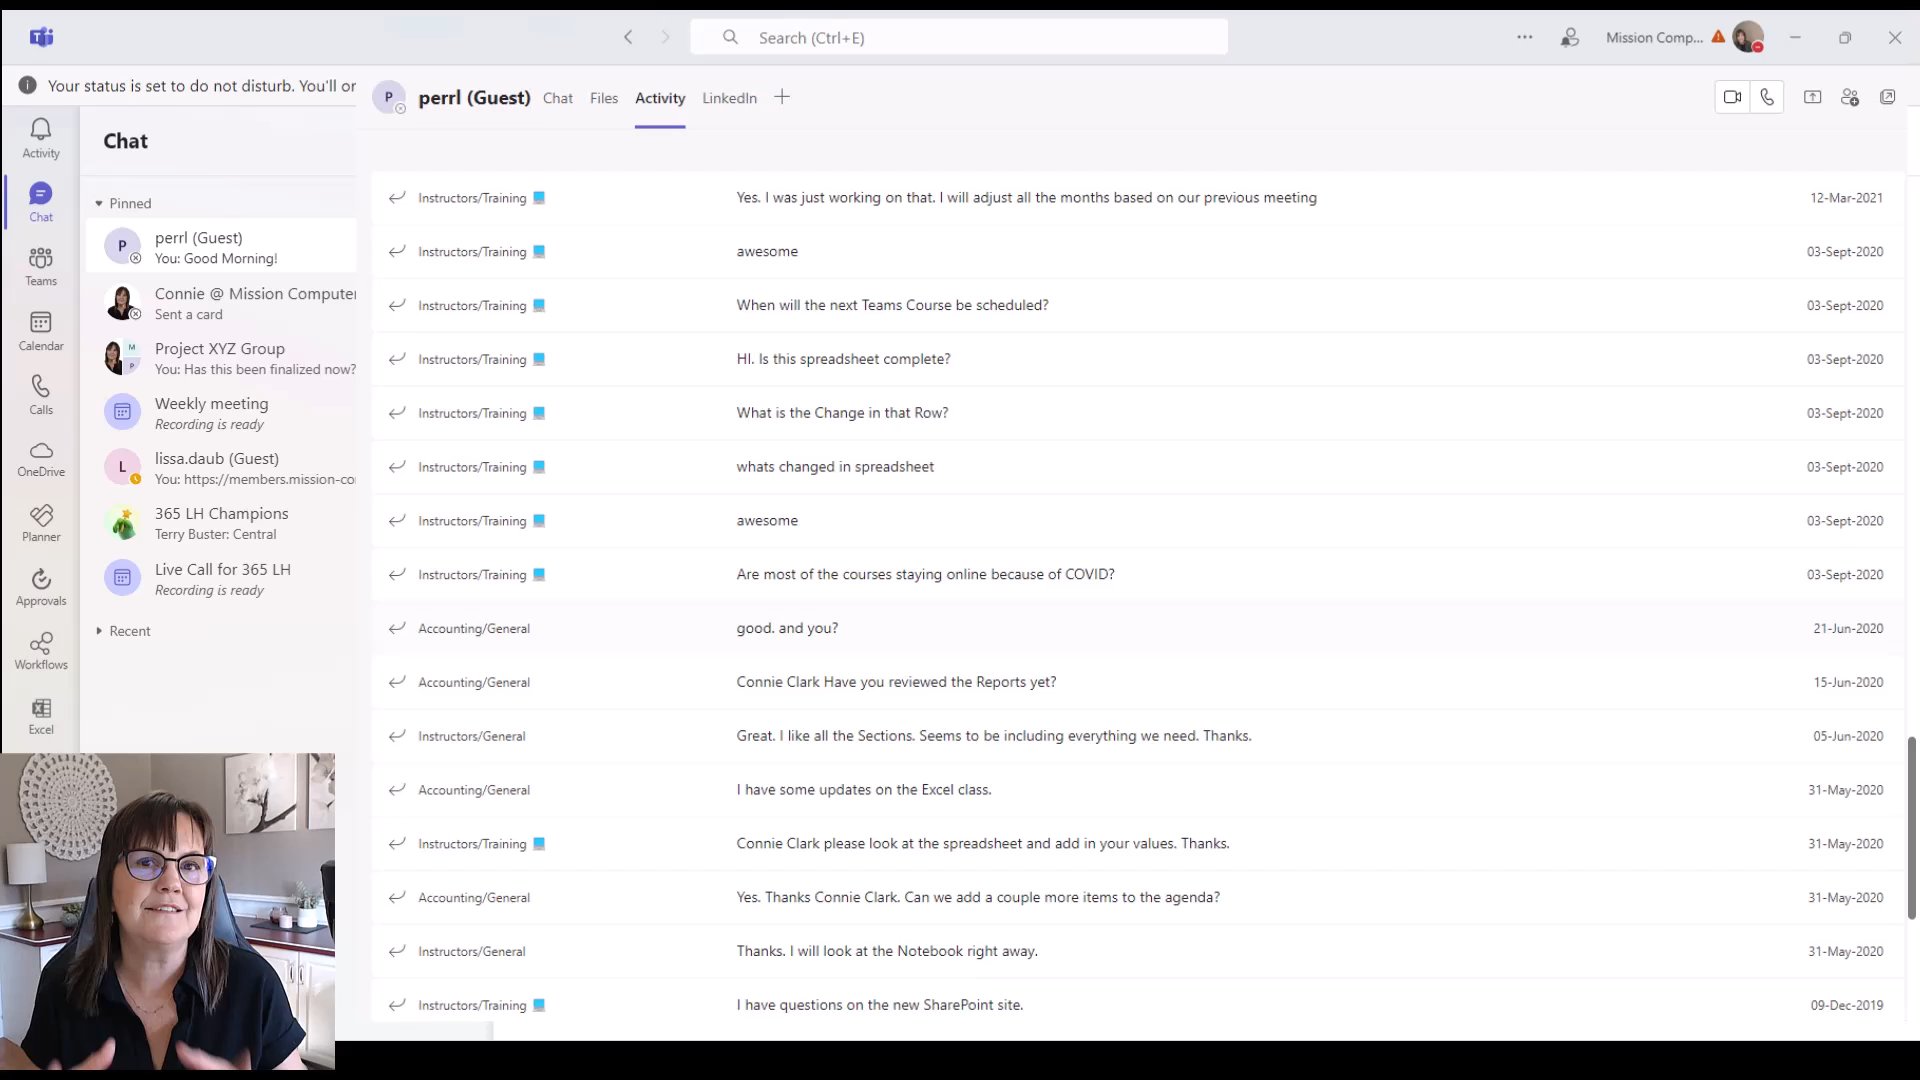 Search (Ctrl+E)
Mission Comp...
Your status is set to do not disturb. You'll or
P
perrl (Guest)
Chat
Files
Activity
LinkedIn
Activity
Chat
Teams
Calendar
Calls
OneDrive
Planner
Approvals
Workflows
Excel
Chat
Pinned
P
perrl (Guest)
You: Good Morning!
Connie @ Mission Computer
Sent a card
M
P
Project XYZ Group
You: Has this been finalized now?
Weekly meeting
Recording is ready
L
lissa.daub (Guest)
You: https://members.mission-co
365 LH Champions
Terry Buster: Central
Live Call for 365 LH
Recording is ready
Recent
Instructors/Training Yes. I was just working on that. I will adjust all the months based on our previous meeting 12-Mar-2021
Instructors/Training awesome 03-Sept-2020
Instructors/Training When will the next Teams Course be scheduled? 03-Sept-2020
Instructors/Training HI. Is this spreadsheet complete? 03-Sept-2020
Instructors/Training What is the Change in that Row? 03-Sept-2020
Instructors/Training whats changed in spreadsheet 03-Sept-2020
Instructors/Training awesome 03-Sept-2020
Instructors/Training Are most of the courses staying online because of COVID? 03-Sept-2020
Accounting/General good. and you? 21-Jun-2020
Accounting/General Connie Clark Have you reviewed the Reports yet? 15-Jun-2020
Instructors/General Great. I like all the Sections. Seems to be including everything we need. Thanks. 05-Jun-2020
Accounting/General I have some updates on the Excel class. 31-May-2020
Instructors/Training Connie Clark please look at the spreadsheet and add in your values. Thanks. 31-May-2020
Accounting/General Yes. Thanks Connie Clark. Can we add a couple more items to the agenda? 31-May-2020
Instructors/General Thanks. I will look at the Notebook right away. 31-May-2020
Instructors/Training I have questions on the new SharePoint site. 09-Dec-2019